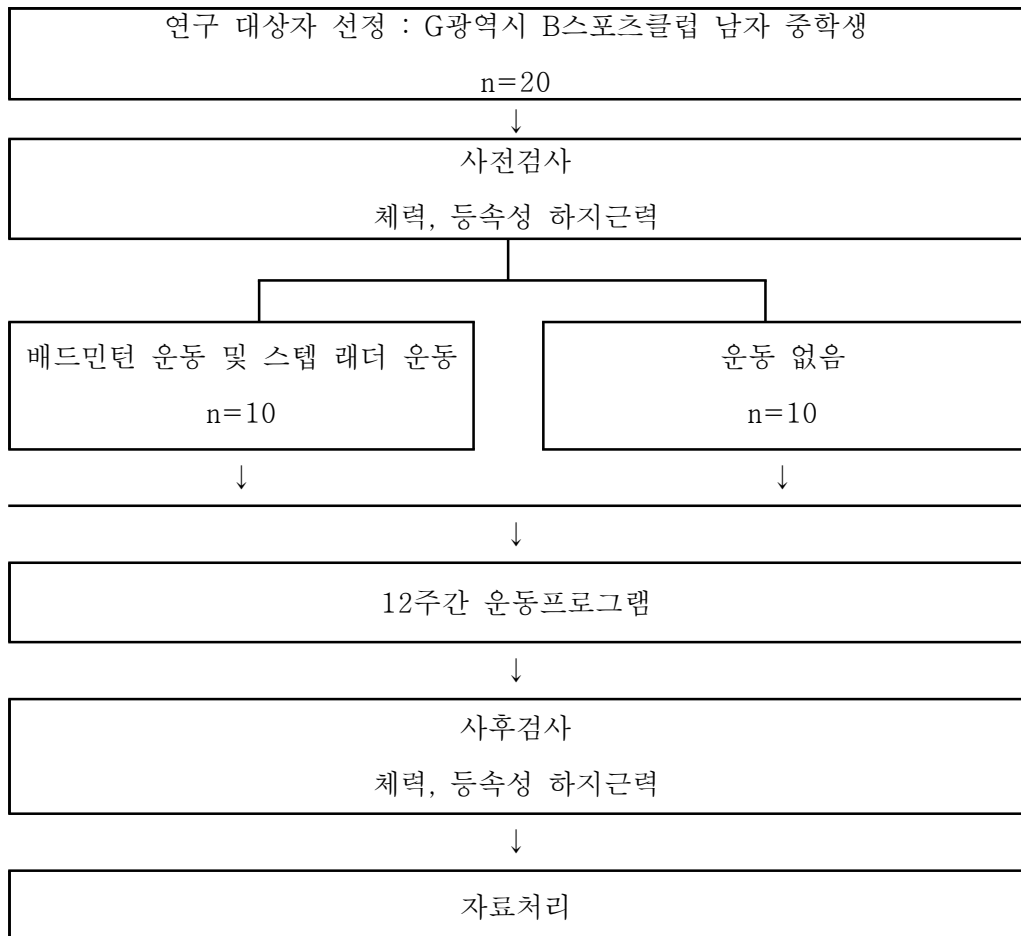 연구 대상자 선정 : G광역시 B스포츠클럽 남자 중학생
n=20
↓
사전검사
체력, 등속성 하지근력
배드민턴 운동 및 스텝 래더 운동
n=10
운동 없음
n=10
↓ ↓
↓
12주간 운동프로그램
↓
사후검사
체력, 등속성 하지근력
↓
자료처리